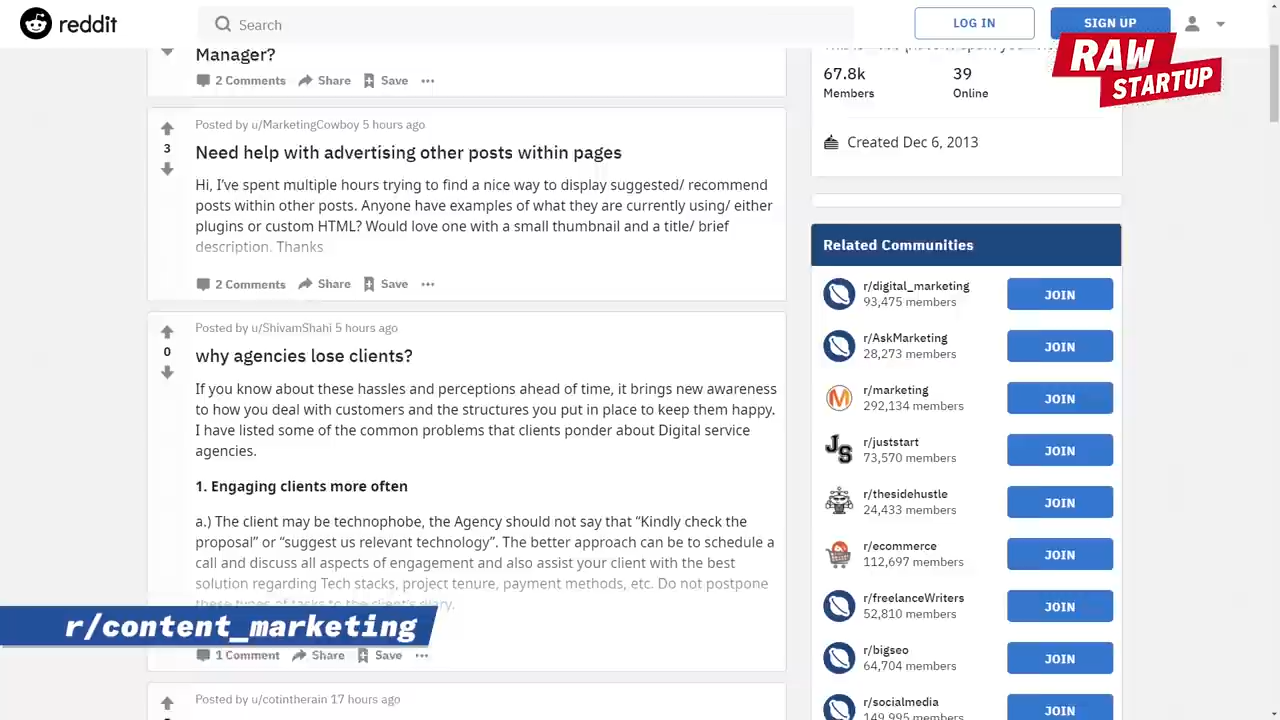 reddit
Search
LOG IN
SIGN UP
RAW
STARTUP
Manager?
2 Comments Share Save
Posted by u/MarketingCowboy 5 hours ago
3
Need help with advertising other posts within pages
Hi, I’ve spent multiple hours trying to find a nice way to display suggested/ recommend
posts within other posts. Anyone have examples of what they are currently using/ either
plugins or custom HTML? Would love one with a small thumbnail and a title/ brief
description. Thanks
2 Comments Share Save
Posted by u/ShivamShahi 5 hours ago
0
why agencies lose clients?
If you know about these hassles and perceptions ahead of time, it brings new awareness
to how you deal with customers and the structures you put in place to keep them happy.
I have listed some of the common problems that clients ponder about Digital service
agencies.
1. Engaging clients more often
a.) The client may be technophobe, the Agency should not say that “Kindly check the
proposal” or “suggest us relevant technology”. The better approach can be to schedule a
call and discuss all aspects of engagement and also assist your client with the best
solution regarding Tech stacks, project tenure, payment methods, etc. Do not postpone
these types of tasks to the client’s diary.
r/content_marketing
1 Comment Share Save
Posted by u/cotintherain 17 hours ago
67.8k 39
Members Online
Created Dec 6, 2013
Related Communities
r/digital_marketing
93,475 members
JOIN
r/AskMarketing
28,273 members
JOIN
r/marketing
292,134 members
JOIN
r/juststart
73,570 members
JOIN
r/thesidehustle
24,433 members
JOIN
r/ecommerce
112,697 members
JOIN
r/freelanceWriters
52,810 members
JOIN
r/bigseo
64,704 members
JOIN
r/socialmedia
149,995 members
JOIN